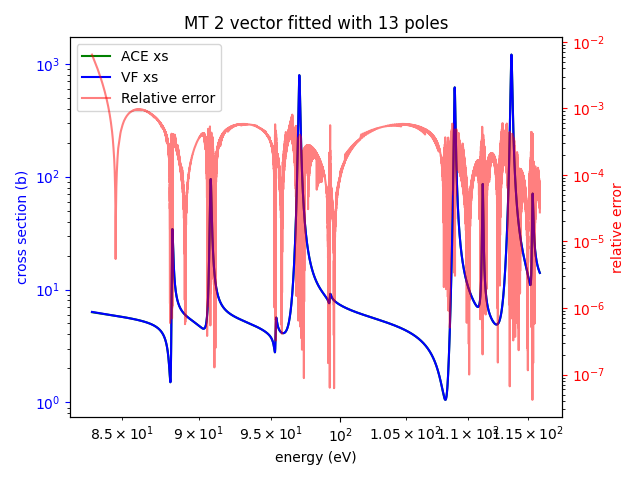 MT 2 vector fitted with 13 poles
ACE xs
VF xs
Relative error
10³
10²
10¹
10⁰
cross section (b)
10⁻²
10⁻³
10⁻⁴
10⁻⁵
10⁻⁶
10⁻⁷
relative error
8.5 × 10¹ 9 × 10¹ 9.5 × 10¹ 10² 1.05 × 10² 1.1 × 10² 1.15 × 10²
energy (eV)